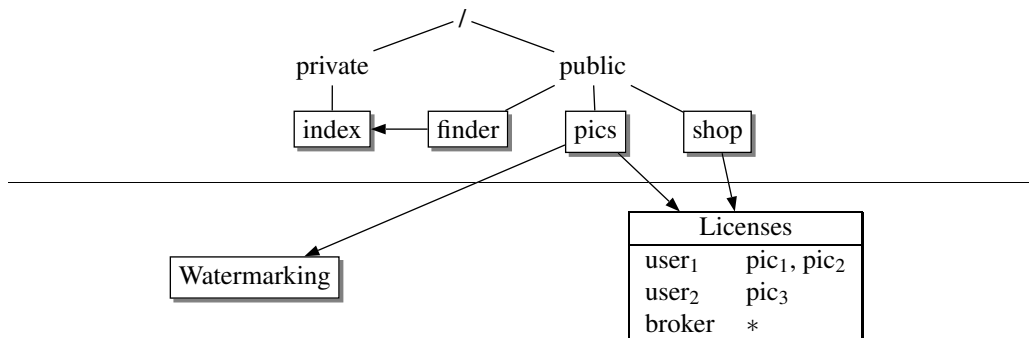 /
private public
index finder pics shop
Licenses
Watermarking
user₁ pic₁, pic₂
user₂ pic₃
broker *